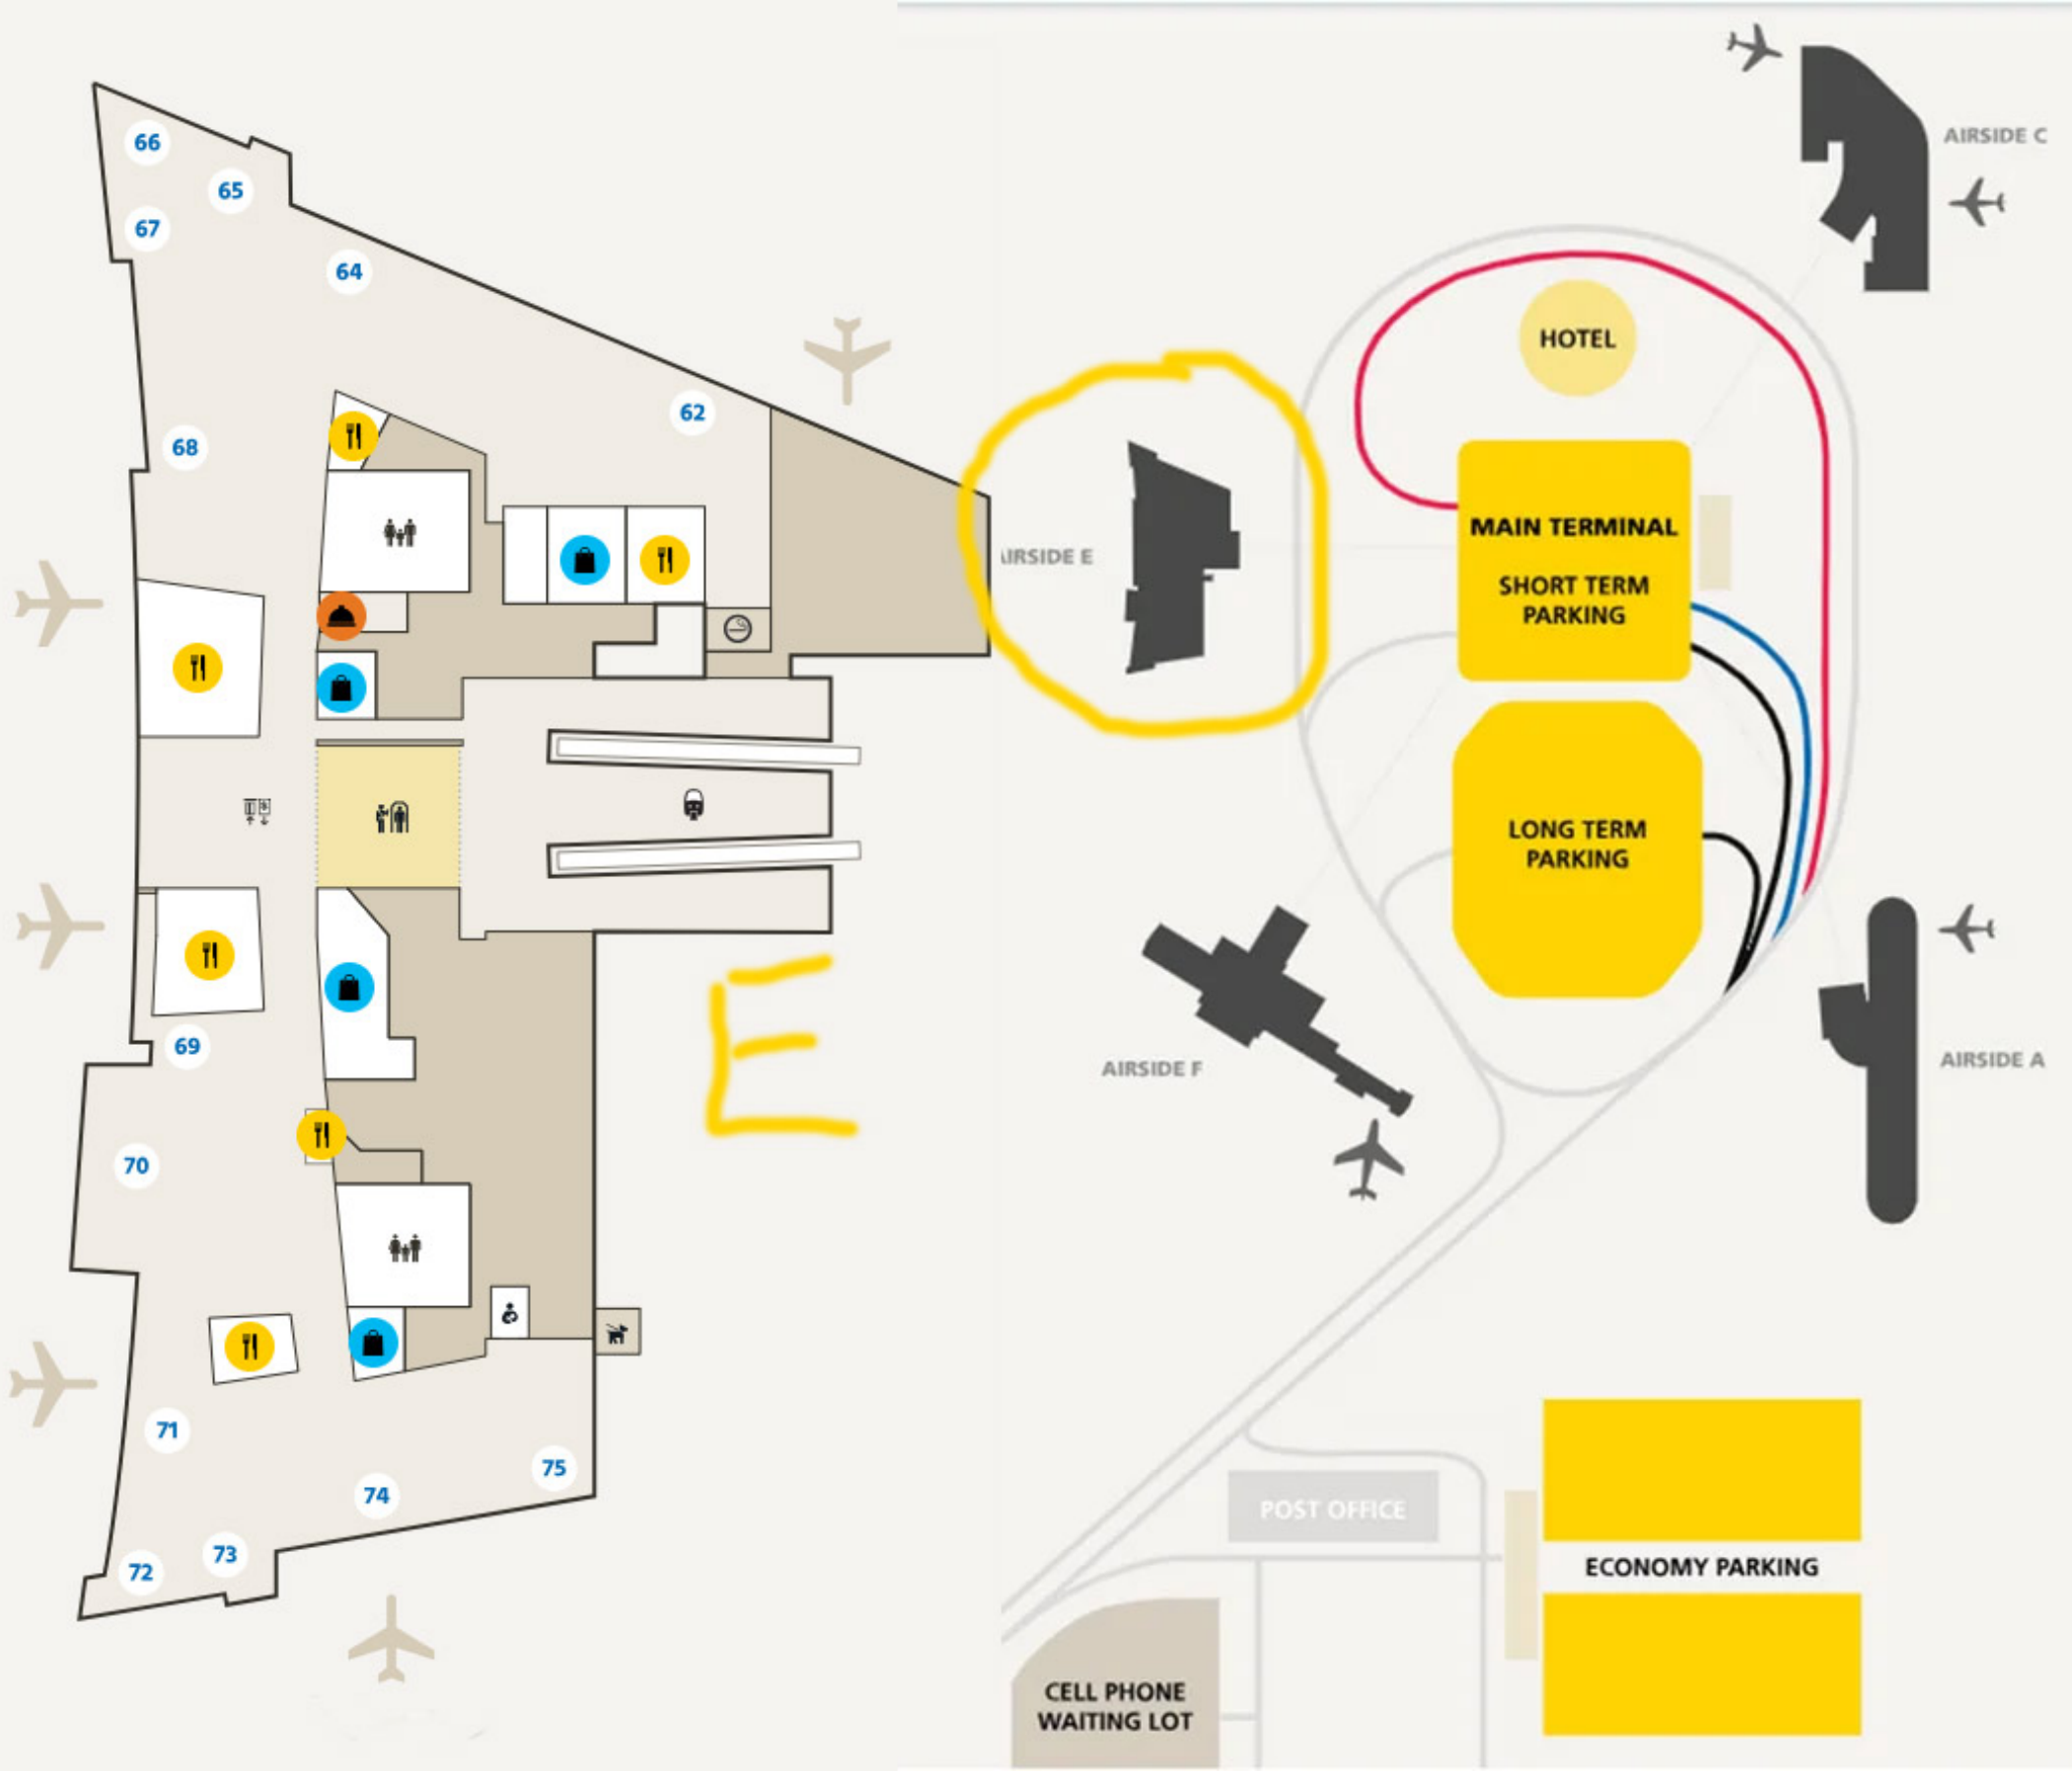 66
65
67
64
62
68
69
70
71
75
74
73
72
E
AIRSIDE C
HOTEL
AIRSIDE E
MAIN TERMINAL
SHORT TERM
PARKING
LONG TERM
PARKING
AIRSIDE F
AIRSIDE A
POST OFFICE
ECONOMY PARKING
CELL PHONE
WAITING LOT